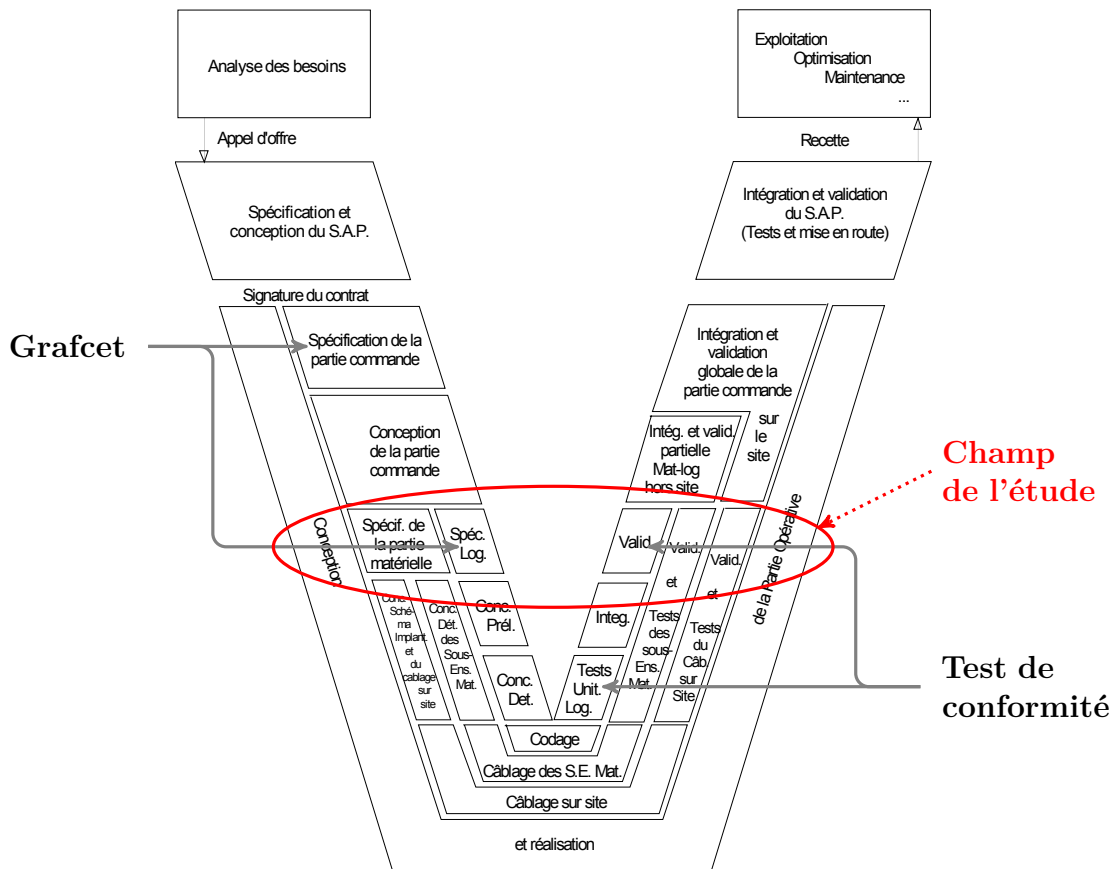 Analyse des besoins
Exploitation
Optimisation
Maintenance
...
Appel d'offre
Recette
Spécification et
conception du S.A.P.
Intégration et validation
du S.A.P.
(Tests et mise en route)
Signature du contrat
Grafcet
Spécification de la
partie commande
Intégration et
validation
globale de la
partie commande
sur
le
site
Conception
de la partie
commande
Intég. et valid.
partielle
Mat-log
hors site
Champ
de l'étude
Conception
Spécif. de
la partie
matérielle
Spéc.
Log.
Valid.
Valid.
et
Tests
des
sous-
Ens.
Mat.
Valid.
et
Tests
du
Câb.
sur
Site
de la Partie Opérative
Conc.
Sché-
ma
Implant.
et
du
cablage
sur
site
Conc.
Dét.
des
Sous-
Ens.
Mat.
Conc.
Prél.
Integ.
Conc.
Det.
Tests
Unit.
Log.
Test de
conformité
Codage
Câblage des S.E. Mat.
Câblage sur site
et réalisation